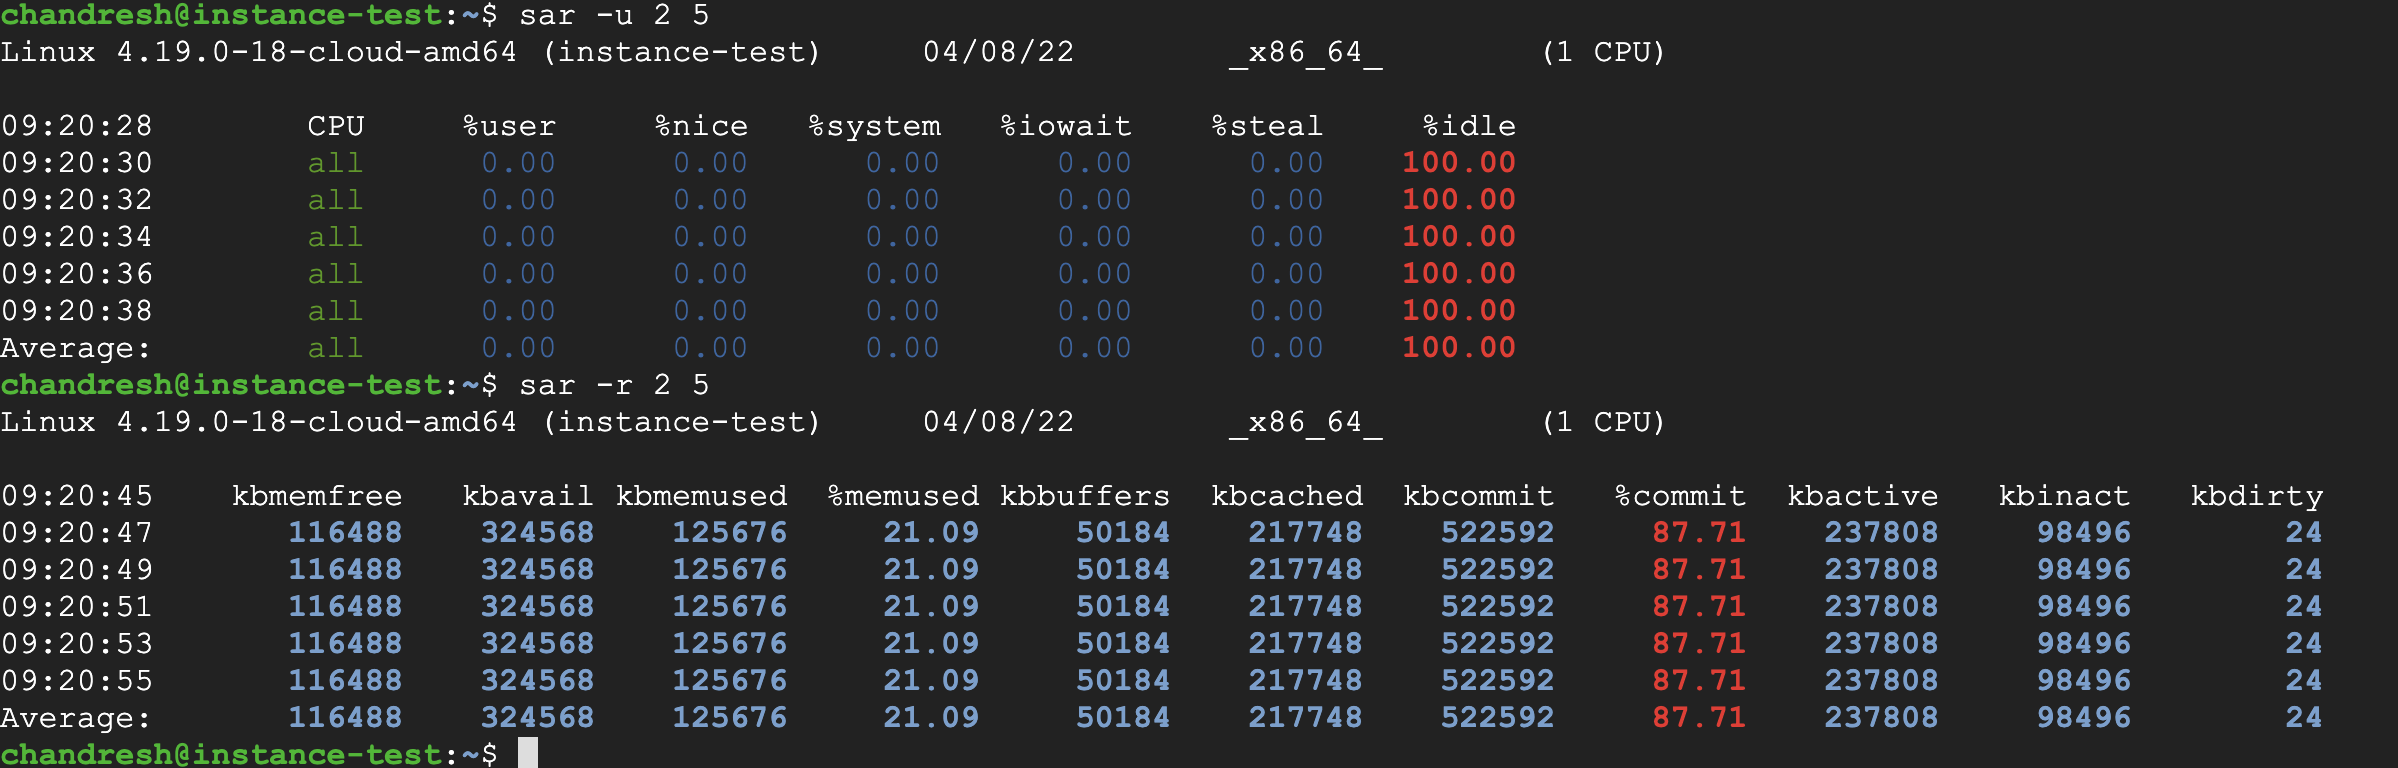 chandresh@instance-test:~$ sar -u 2 5
Linux 4.19.0-18-cloud-amd64 (instance-test) 04/08/22 _x86_64_ (1 CPU)
09:20:28 CPU %user %nice %system %iowait %steal %idle
09:20:30 all 0.00 0.00 0.00 0.00 0.00 100.00
09:20:32 all 0.00 0.00 0.00 0.00 0.00 100.00
09:20:34 all 0.00 0.00 0.00 0.00 0.00 100.00
09:20:36 all 0.00 0.00 0.00 0.00 0.00 100.00
09:20:38 all 0.00 0.00 0.00 0.00 0.00 100.00
Average: all 0.00 0.00 0.00 0.00 0.00 100.00
chandresh@instance-test:~$ sar -r 2 5
Linux 4.19.0-18-cloud-amd64 (instance-test) 04/08/22 _x86_64_ (1 CPU)
09:20:45 kbmemfree kbavail kbmemused %memused kbbuffers kbcached kbcommit %commit kbactive kbinact kbdirty
09:20:47 116488 324568 125676 21.09 50184 217748 522592 87.71 237808 98496 24
09:20:49 116488 324568 125676 21.09 50184 217748 522592 87.71 237808 98496 24
09:20:51 116488 324568 125676 21.09 50184 217748 522592 87.71 237808 98496 24
09:20:53 116488 324568 125676 21.09 50184 217748 522592 87.71 237808 98496 24
09:20:55 116488 324568 125676 21.09 50184 217748 522592 87.71 237808 98496 24
Average: 116488 324568 125676 21.09 50184 217748 522592 87.71 237808 98496 24
chandresh@instance-test:~$